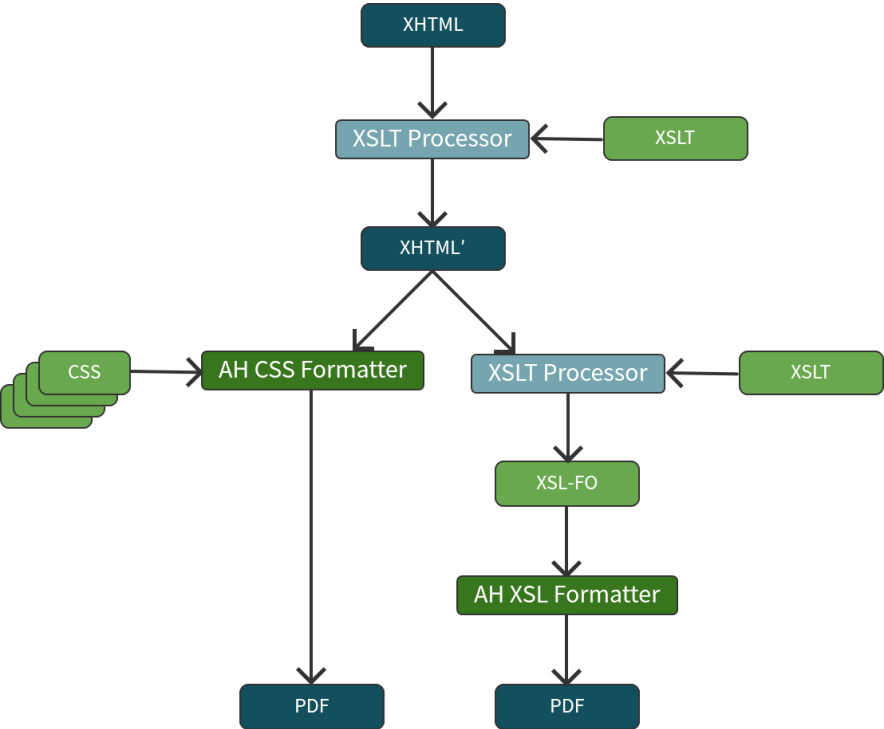 XHTML
XSLT Processor
XSLT
XHTML′
CSS
AH CSS Formatter
XSLT Processor
XSLT
XSL-FO
AH XSL Formatter
PDF
PDF